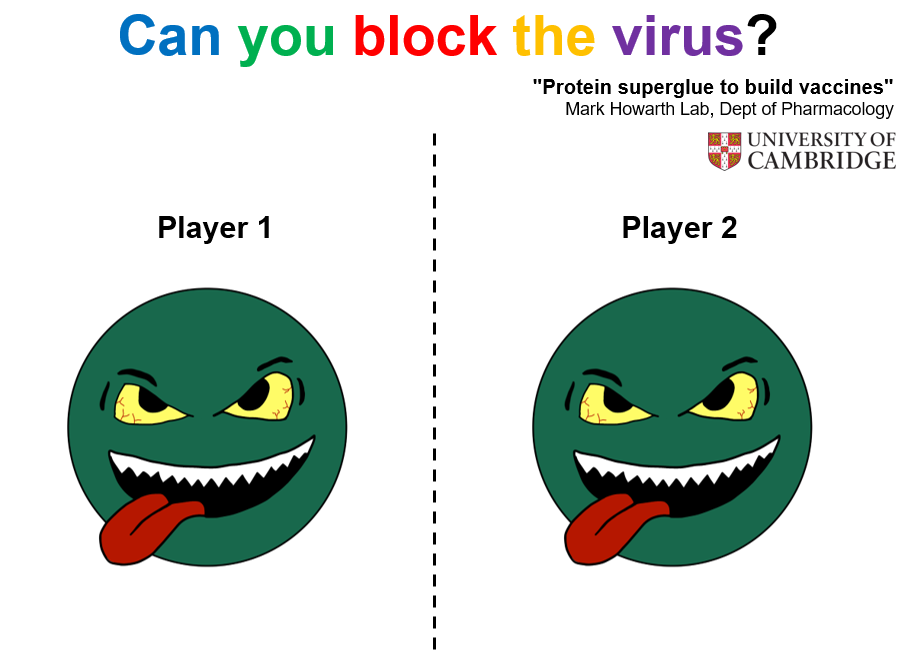 Can you block the virus?
"Protein superglue to build vaccines"
Mark Howarth Lab, Dept of Pharmacology
UNIVERSITY OF
CAMBRIDGE
Player 1
Player 2